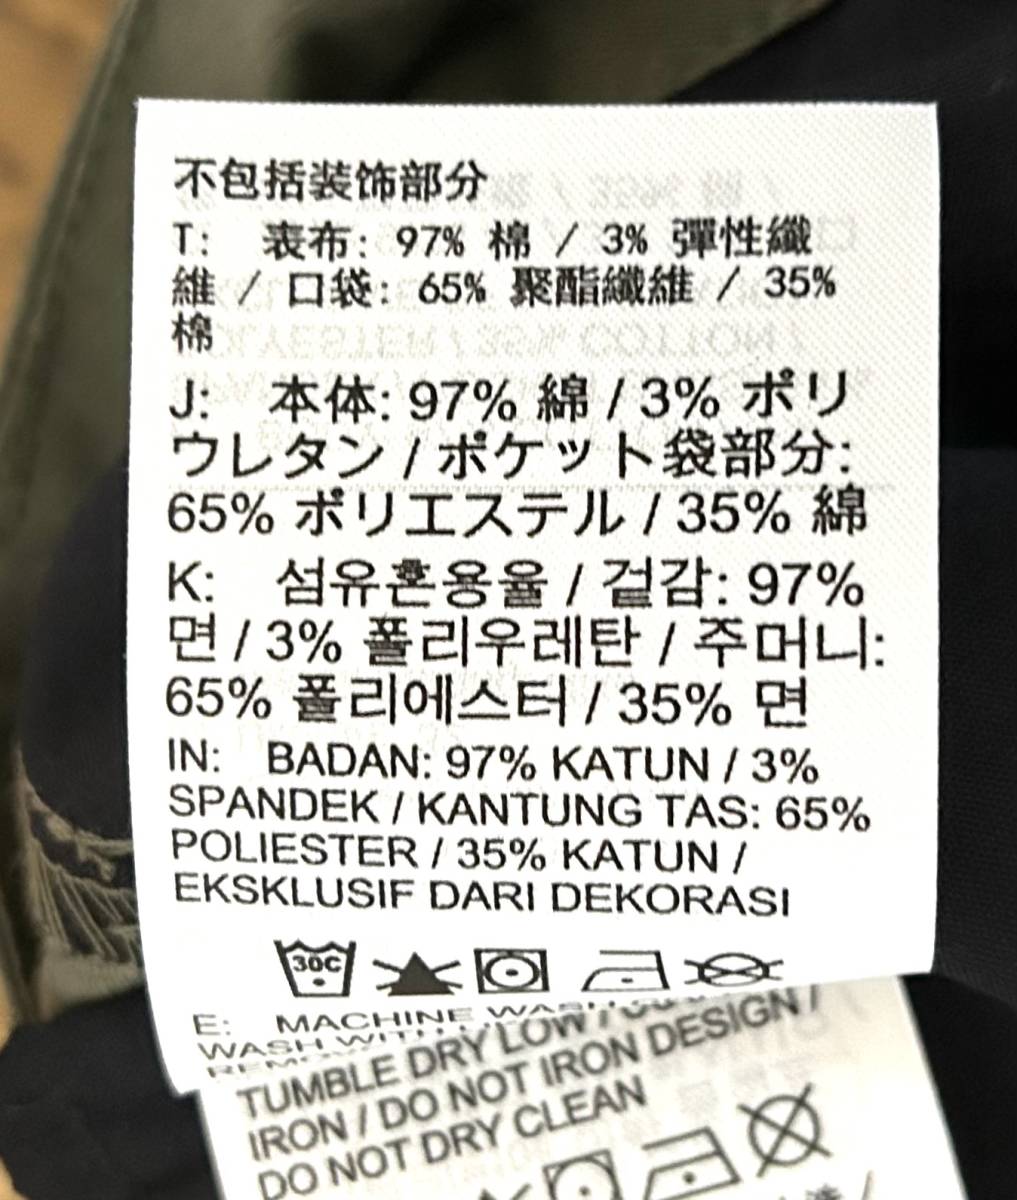 不包括装饰部分
T: 表布: 97% 棉 / 3% 彈性纖
維 / 口袋: 65% 聚酯纖維 / 35%
棉
J: 本体: 97% 綿 / 3% ポリ
ウレタン / ポケット袋部分:
65% ポリエステル / 35% 綿
K: 섬유혼용율 / 겉감: 97%
면 / 3% 폴리우레탄 / 주머니:
65% 폴리에스터 / 35% 면
IN: BADAN: 97% KATUN / 3%
SPANDEK / KANTUNG TAS: 65%
POLIESTER / 35% KATUN /
EKSKLUSIF DARI DEKORASI
30C
E: MACHINE WASH
WASH WITH
TUMBLE DRY LOW /
IRON / DO NOT IRON DESIGN /
DO NOT DRY CLEAN